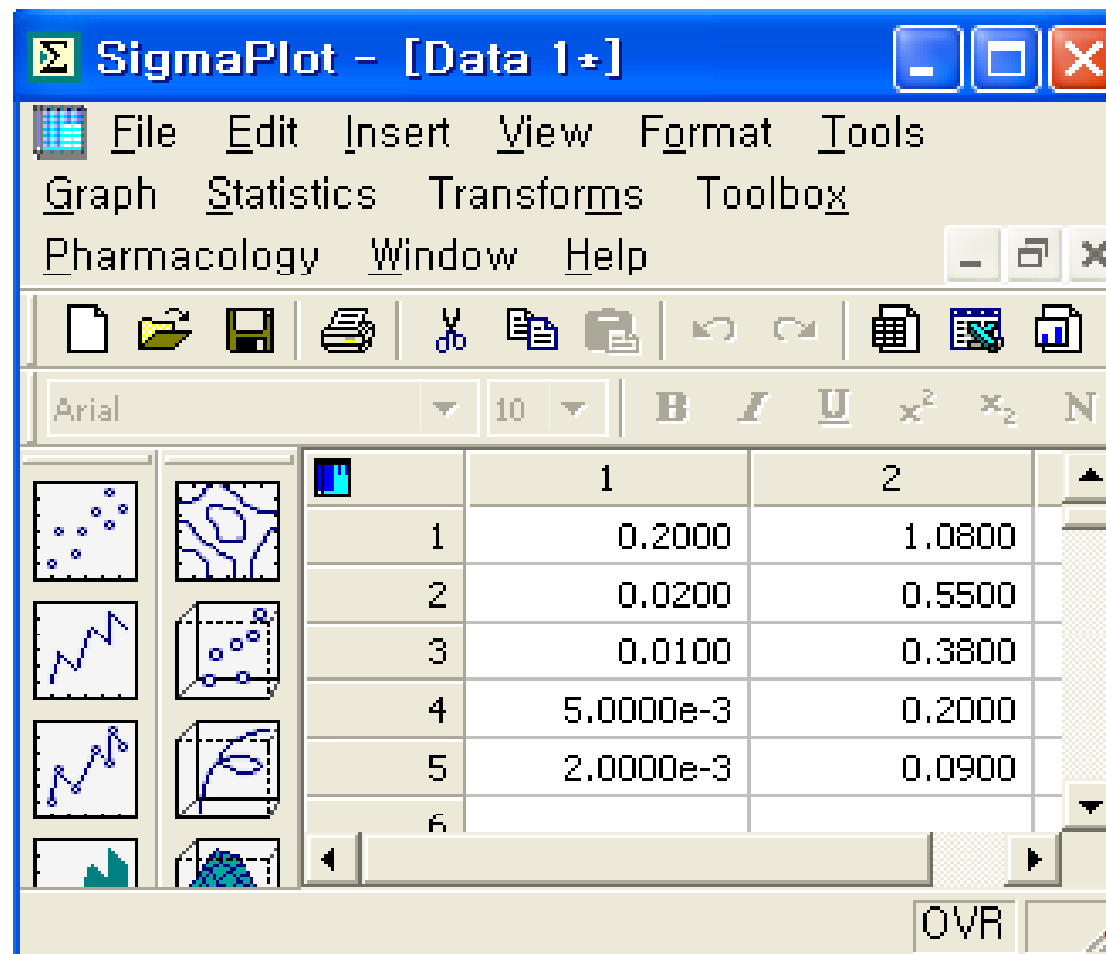 SigmaPlot - [Data 1*]
File Edit Insert View Format Tools
Graph Statistics Transforms Toolbox
Pharmacology Window Help
Arial 10 B I U x² x₂ N
1 2
1 0.2000 1.0800
2 0.0200 0.5500
3 0.0100 0.3800
4 5.0000e-3 0.2000
5 2.0000e-3 0.0900
6
OVR